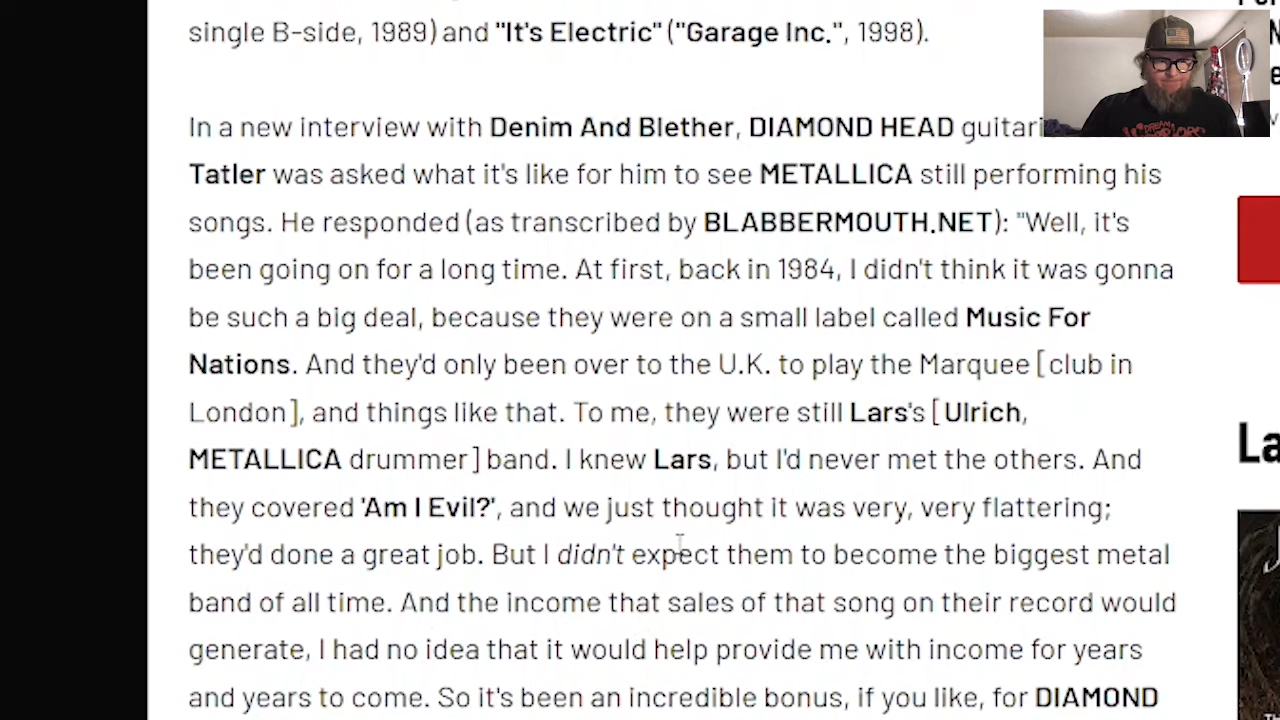 single B-side, 1989) and "It's Electric" ("Garage Inc.", 1998).
In a new interview with Denim And Blether, DIAMOND HEAD guitari
Tatler was asked what it's like for him to see METALLICA still performing his
songs. He responded (as transcribed by BLABBERMOUTH.NET): "Well, it's
been going on for a long time. At first, back in 1984, I didn't think it was gonna
be such a big deal, because they were on a small label called Music For
Nations. And they'd only been over to the U.K. to play the Marquee [club in
London], and things like that. To me, they were still Lars's [Ulrich,
METALLICA drummer] band. I knew Lars, but I'd never met the others. And
they covered 'Am I Evil?', and we just thought it was very, very flattering;
they'd done a great job. But I didn't expect them to become the biggest metal
band of all time. And the income that sales of that song on their record would
generate, I had no idea that it would help provide me with income for years
and years to come. So it's been an incredible bonus, if you like, for DIAMOND
La